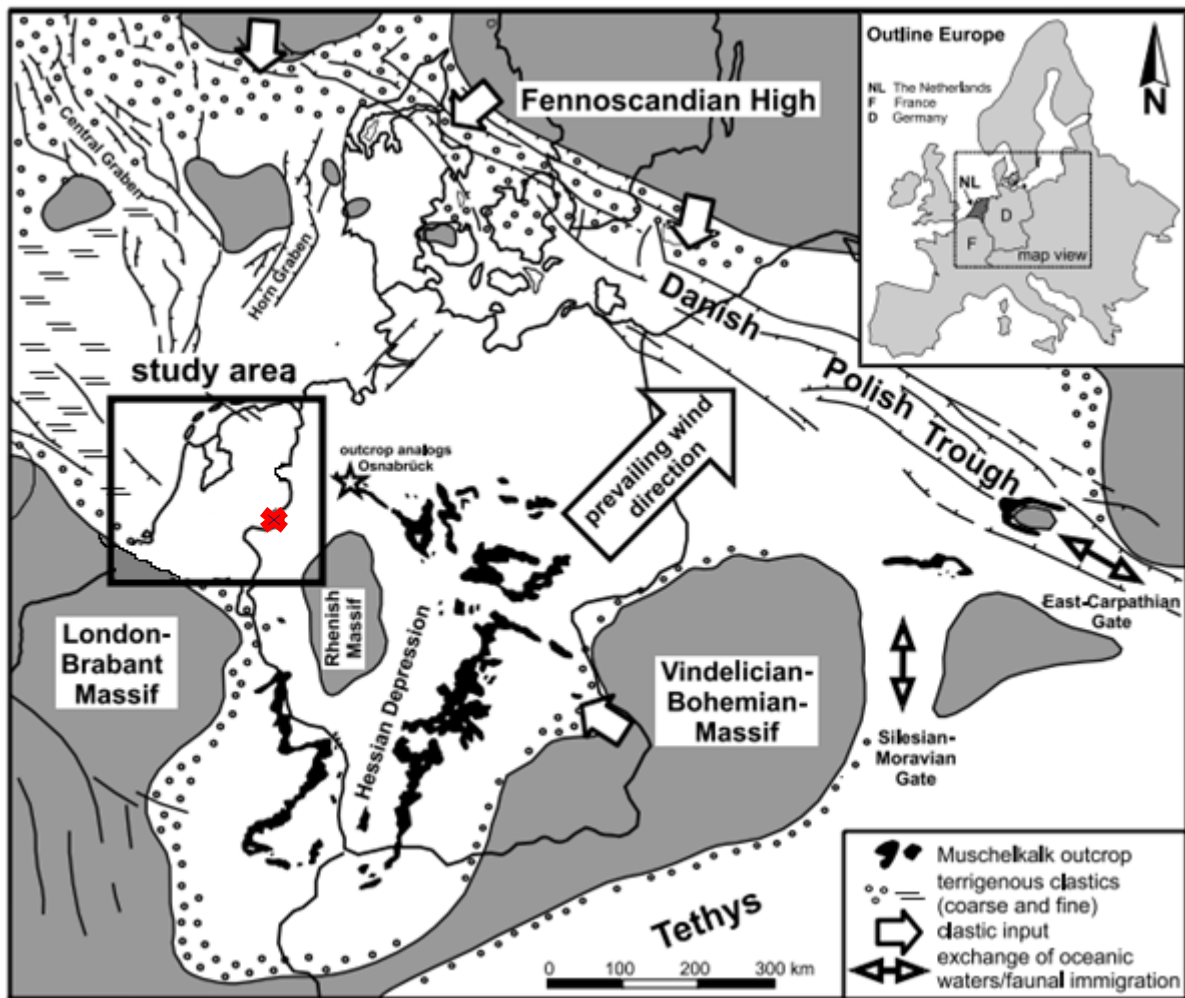 Outline Europe
NL The Netherlands
F France
D Germany
N
NL
D
F
map view
Fennoscandian High
Central Graben
Horn Graben
Danish
Polish
Trough
study area
outcrop analogs
Osnabrück
prevailing wind
direction
East-Carpathian
Gate
London-
Brabant
Massif
Rhenish
Massif
Hessian Depression
Vindelician-
Bohemian-
Massif
Silesian-
Moravian
Gate
Tethys
0 100 200 300 km
Muschelkalk outcrop
terrigenous clastics
(coarse and fine)
clastic input
exchange of oceanic
waters/faunal immigration